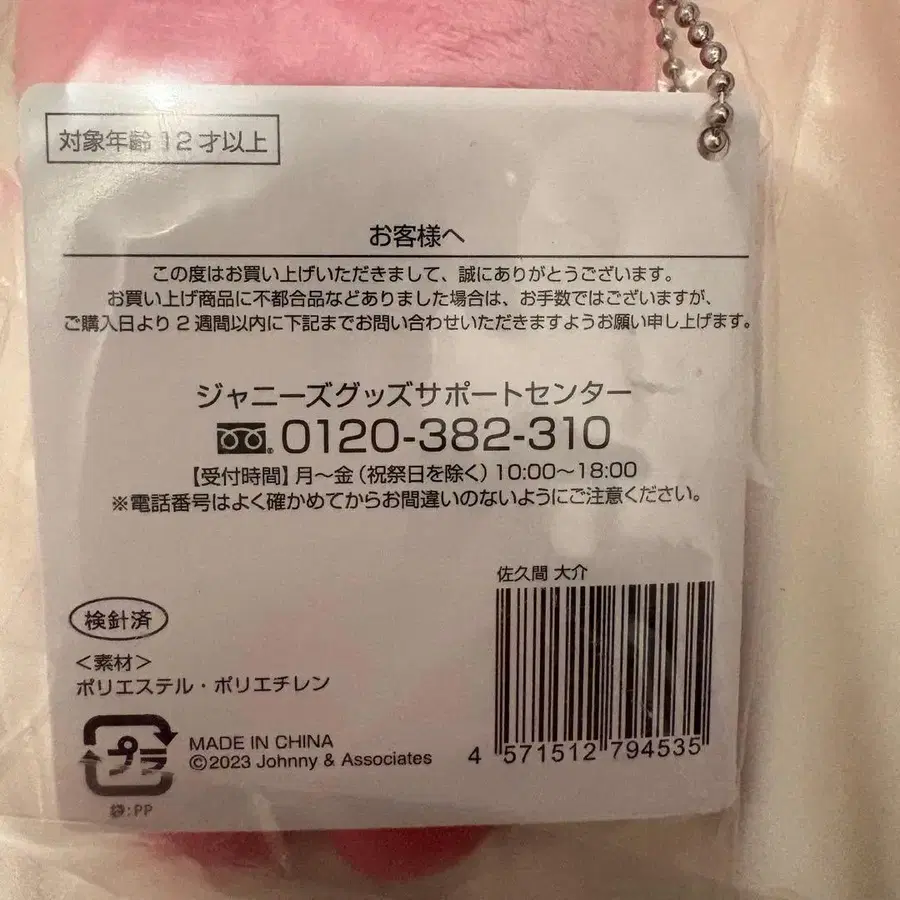 対象年齢 12才以上
お客様へ
この度はお買い上げいただきまして、誠にありがとうございます。
お買い上げ商品に不都合品などありました場合は、お手数ではございますが、
ご購入日より2週間以内に下記までお問い合わせいただきますようお願い申し上げます。
ジャニーズグッズサポートセンター
0120-382-310
【受付時間】月〜金（祝祭日を除く）10:00〜18:00
※電話番号はよく確かめてからお間違いのないようにご注意ください。
佐久間 大介
検針済
＜素材＞
ポリエステル・ポリエチレン
プラ
MADE IN CHINA
©2023 Johnny & Associates
袋:PP
4 571512 794535